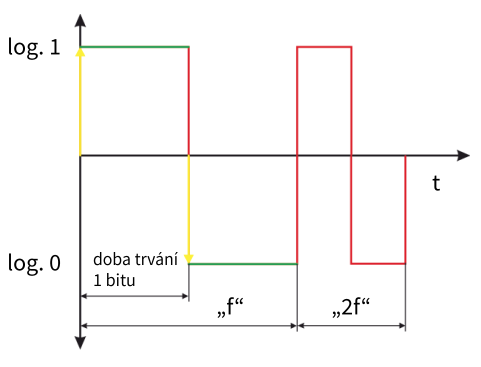 log. 1
t
log. 0
doba trvání
1 bitu
„f“
„2f“